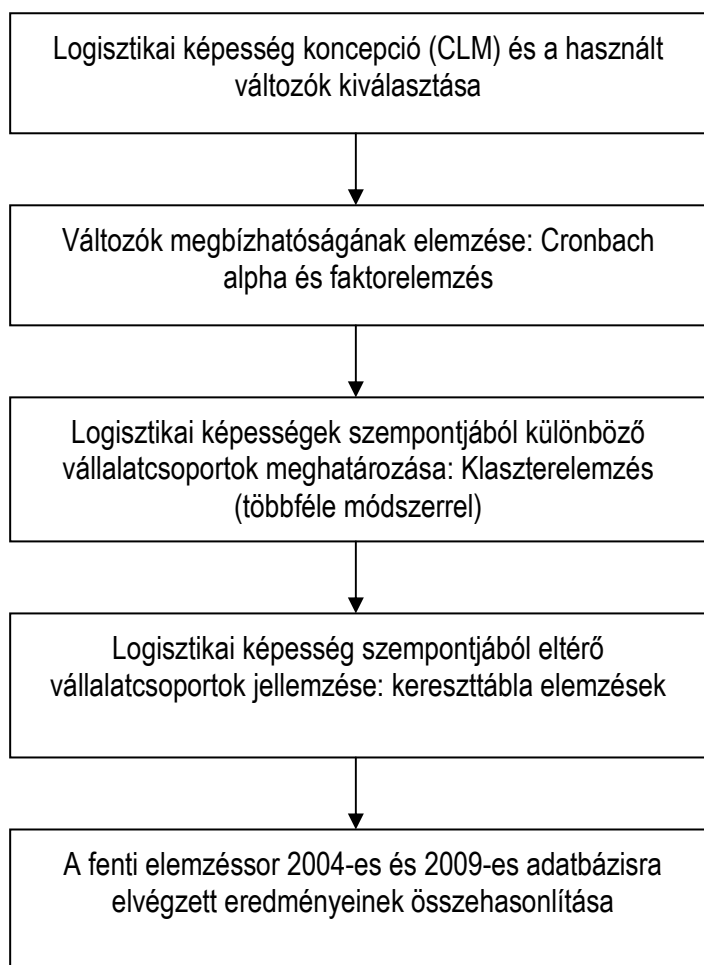 Logisztikai képesség koncepció (CLM) és a használt
változók kiválasztása
Változók megbízhatóságának elemzése: Cronbach
alpha és faktorelemzés
Logisztikai képességek szempontjából különböző
vállalatcsoportok meghatározása: Klaszterelemzés
(többféle módszerrel)
Logisztikai képesség szempontjából eltérő
vállalatcsoportok jellemzése: kereszttábla elemzések
A fenti elemzéssor 2004-es és 2009-es adatbázisra
elvégzett eredményeinek összehasonlítása